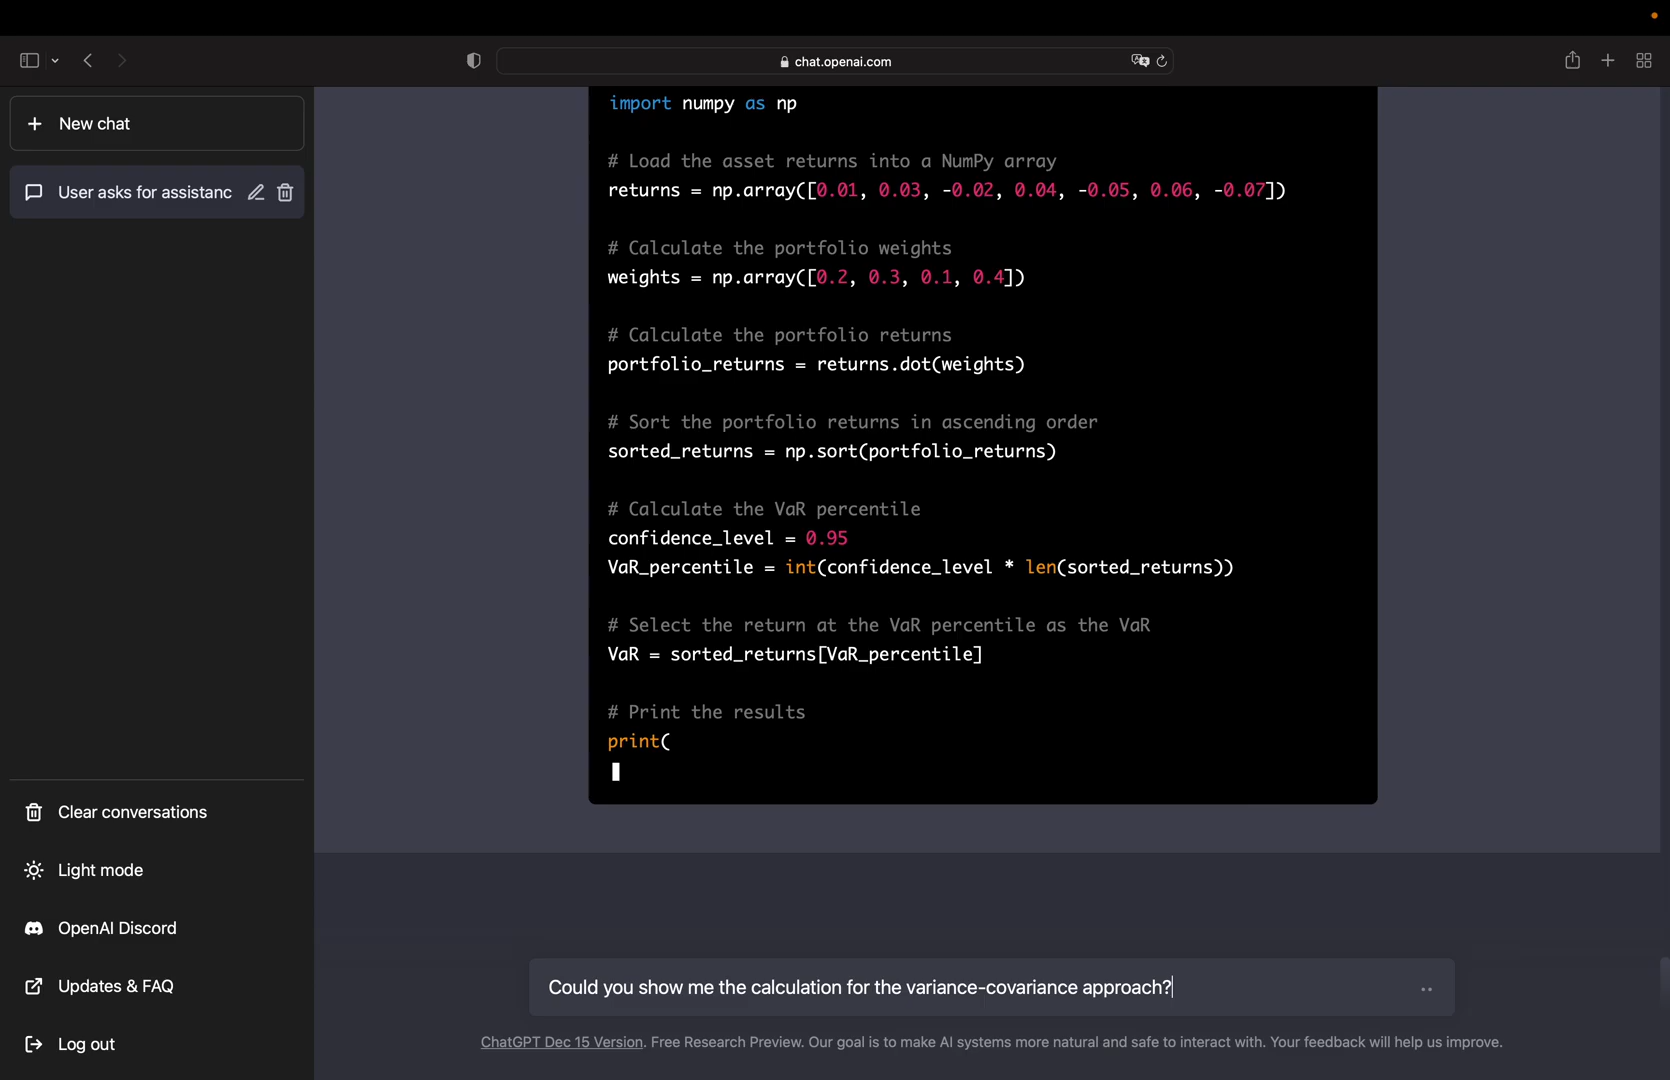 chat.openai.com
New chat
User asks for assistanc
import numpy as np
# Load the asset returns into a NumPy array
returns = np.array([0.01, 0.03, -0.02, 0.04, -0.05, 0.06, -0.07])
# Calculate the portfolio weights
weights = np.array([0.2, 0.3, 0.1, 0.4])
# Calculate the portfolio returns
portfolio_returns = returns.dot(weights)
# Sort the portfolio returns in ascending order
sorted_returns = np.sort(portfolio_returns)
# Calculate the VaR percentile
confidence_level = 0.95
VaR_percentile = int(confidence_level * len(sorted_returns))
# Select the return at the VaR percentile as the VaR
VaR = sorted_returns[VaR_percentile]
# Print the results
print(
Clear conversations
Light mode
OpenAI Discord
Updates & FAQ
Log out
Could you show me the calculation for the variance-covariance approach?
ChatGPT Dec 15 Version. Free Research Preview. Our goal is to make AI systems more natural and safe to interact with. Your feedback will help us improve.